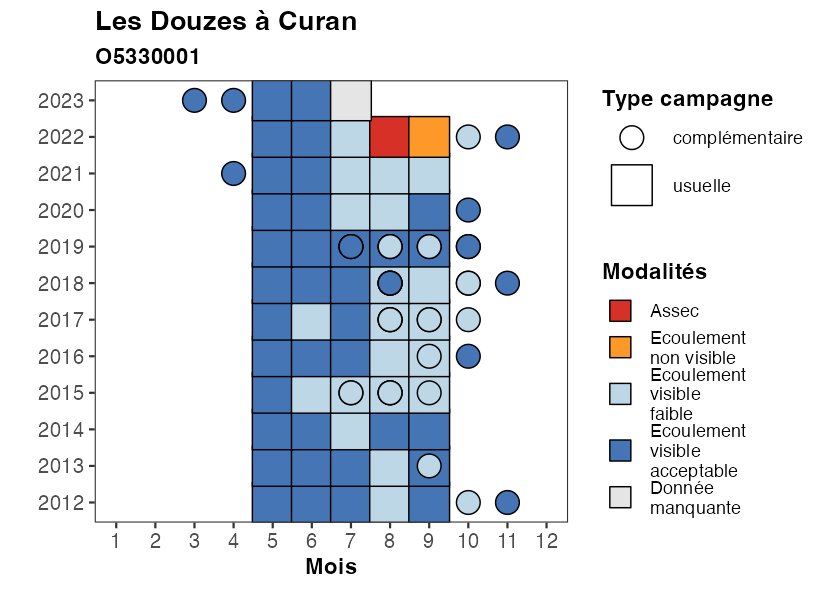 Les Douzes à Curan
O5330001
2023
2022
2021
2020
2019
2018
2017
2016
2015
2014
2013
2012
1 2 3 4 5 6 7 8 9 10 11 12
Mois
Type campagne
complémentaire
usuelle
Modalités
Assec
Ecoulement
non visible
Ecoulement
visible
faible
Ecoulement
visible
acceptable
Donnée
manquante